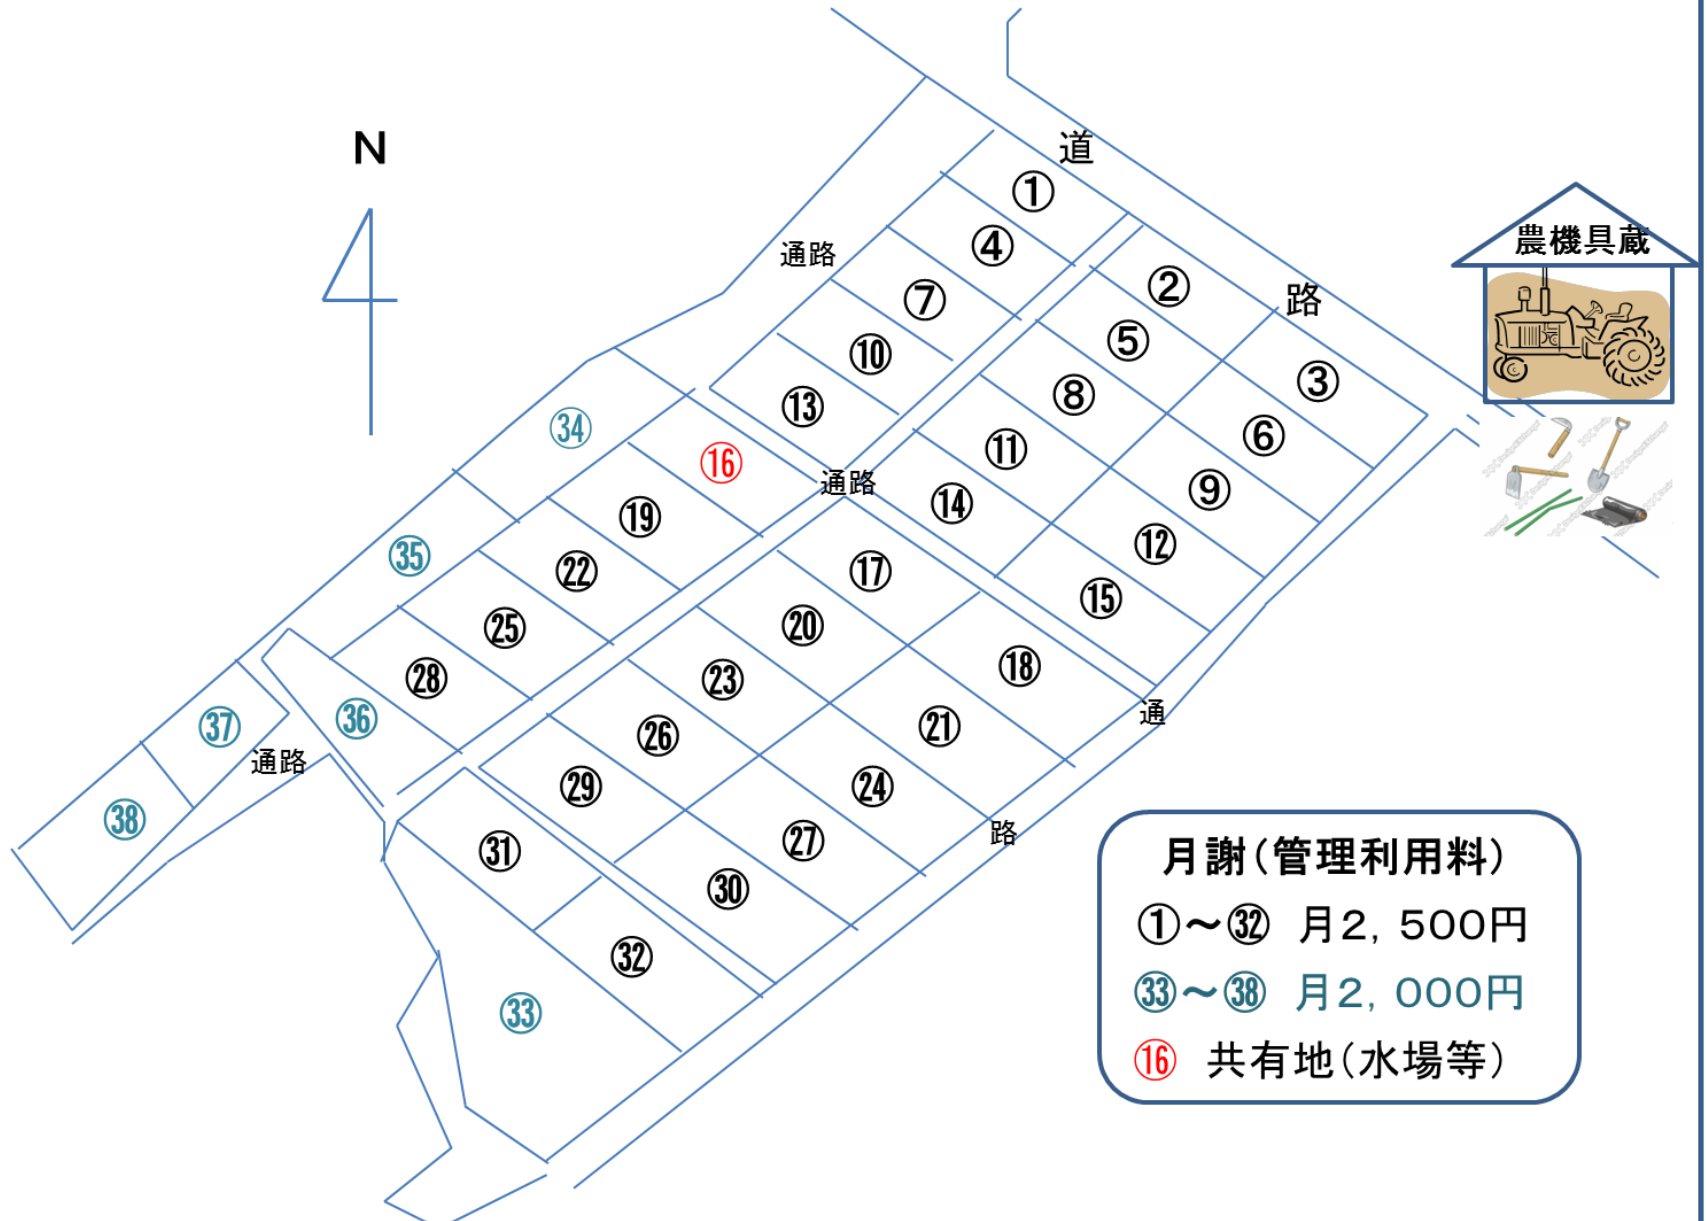 N
道
①
④
通路
農機具蔵
②
路
⑦
⑤
⑩
③
⑧
⑬
㉞
⑥
⑪
⑯
通路
⑨
⑭
⑲
㉟
⑫
⑰
㉒
⑮
⑳
㉕
⑱
㉘
㉓
通
㊱
㊲
㉑
㉖
通路
㉙
㉔
㊳
路
㉗
㉛
㉚
㉜
㉝
月謝(管理利用料)
①~㉜ 月2,500円
㉝~㊳ 月2,000円
⑯ 共有地(水場等)